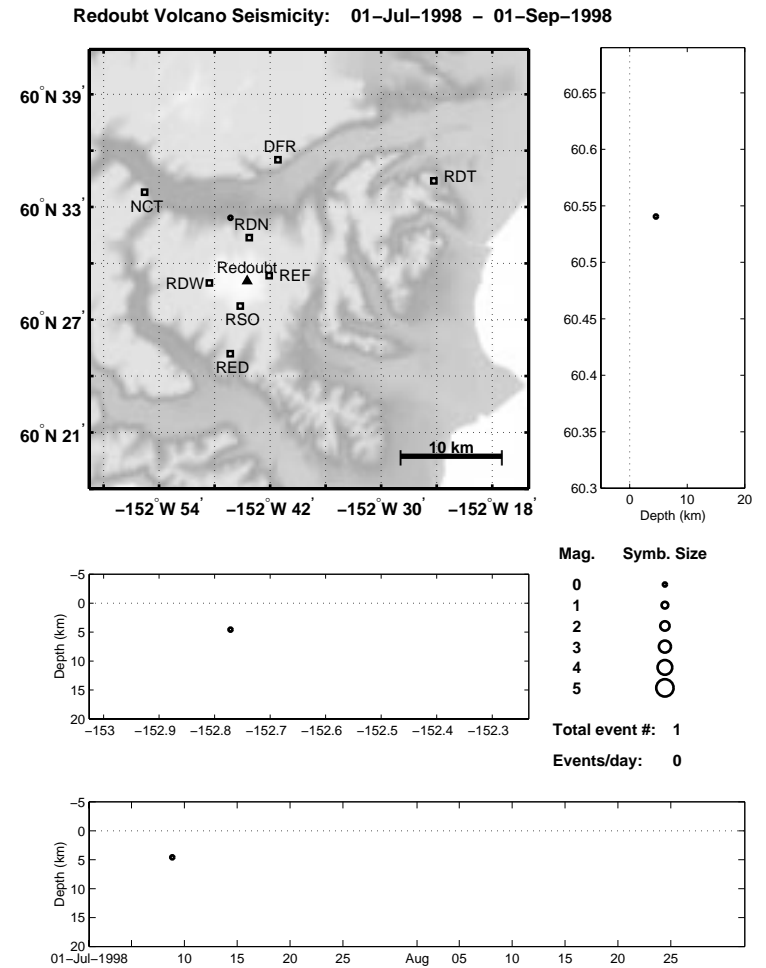 Redoubt Volcano Seismicity: 01−Jul−1998 − 01−Sep−1998
60°N 39'
60°N 33'
60°N 27'
60°N 21'
DFR
RDT
NCT
RDN
Redoubt
REF
RDW
RSO
RED
10 km
−152°W 54' −152°W 42' −152°W 30' −152°W 18'
60.65
60.6
60.55
60.5
60.45
60.4
60.35
60.3
0 10 20
Depth (km)
−5
0
5
10
15
20
Depth (km)
−153 −152.9 −152.8 −152.7 −152.6 −152.5 −152.4 −152.3
Mag. Symb. Size
0
1
2
3
4
5
Total event #: 1
Events/day: 0
−5
0
5
10
15
20
Depth (km)
01−Jul−1998 10 15 20 25 Aug 05 10 15 20 25